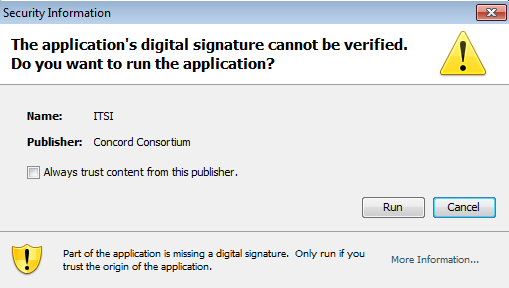 Security Information
The application's digital signature cannot be verified.
Do you want to run the application?
Name: ITSI
Publisher: Concord Consortium
Always trust content from this publisher.
Run Cancel
Part of the application is missing a digital signature. Only run if you
trust the origin of the application.
More Information...